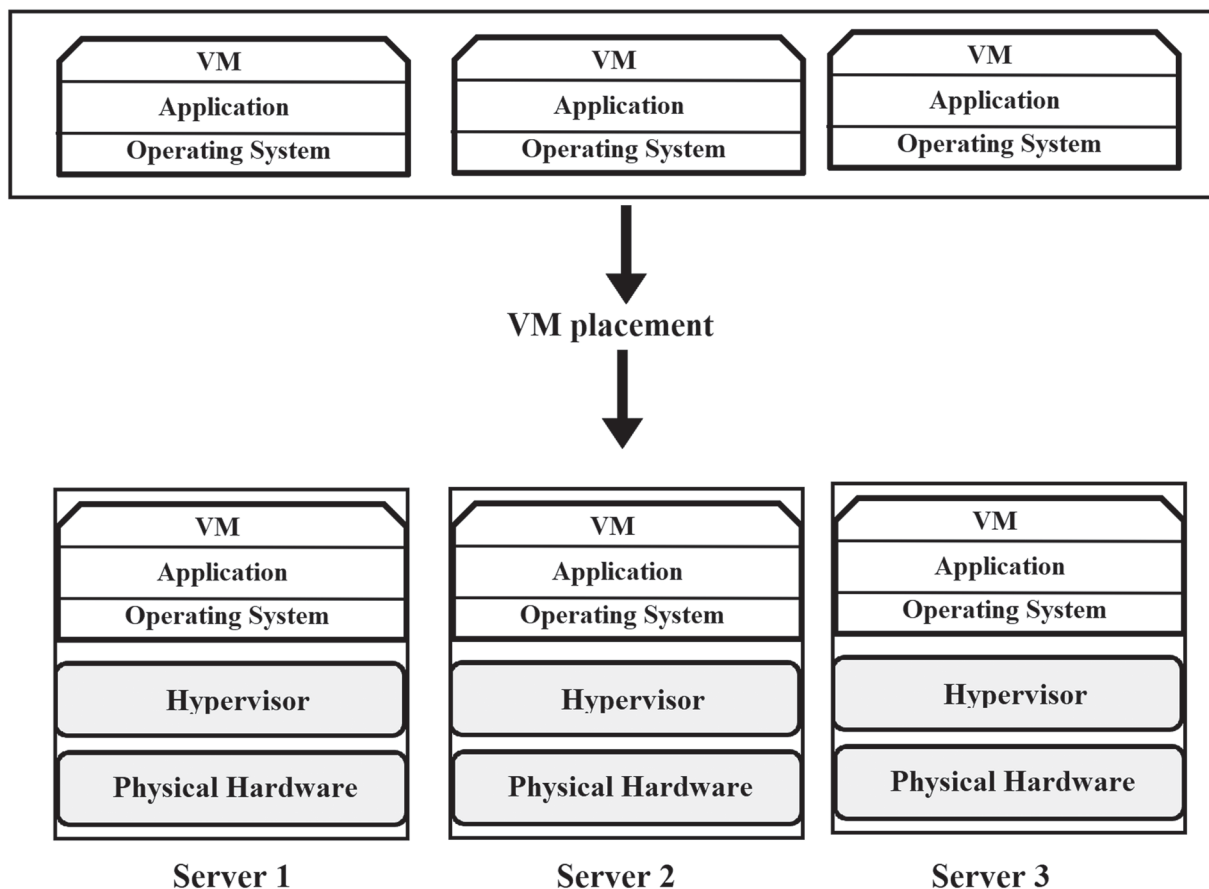 VM VM VM
Application Application Application
Operating System Operating System Operating System
VM placement
VM VM VM
Application Application Application
Operating System Operating System Operating System
Hypervisor Hypervisor Hypervisor
Physical Hardware Physical Hardware Physical Hardware
Server 1 Server 2 Server 3